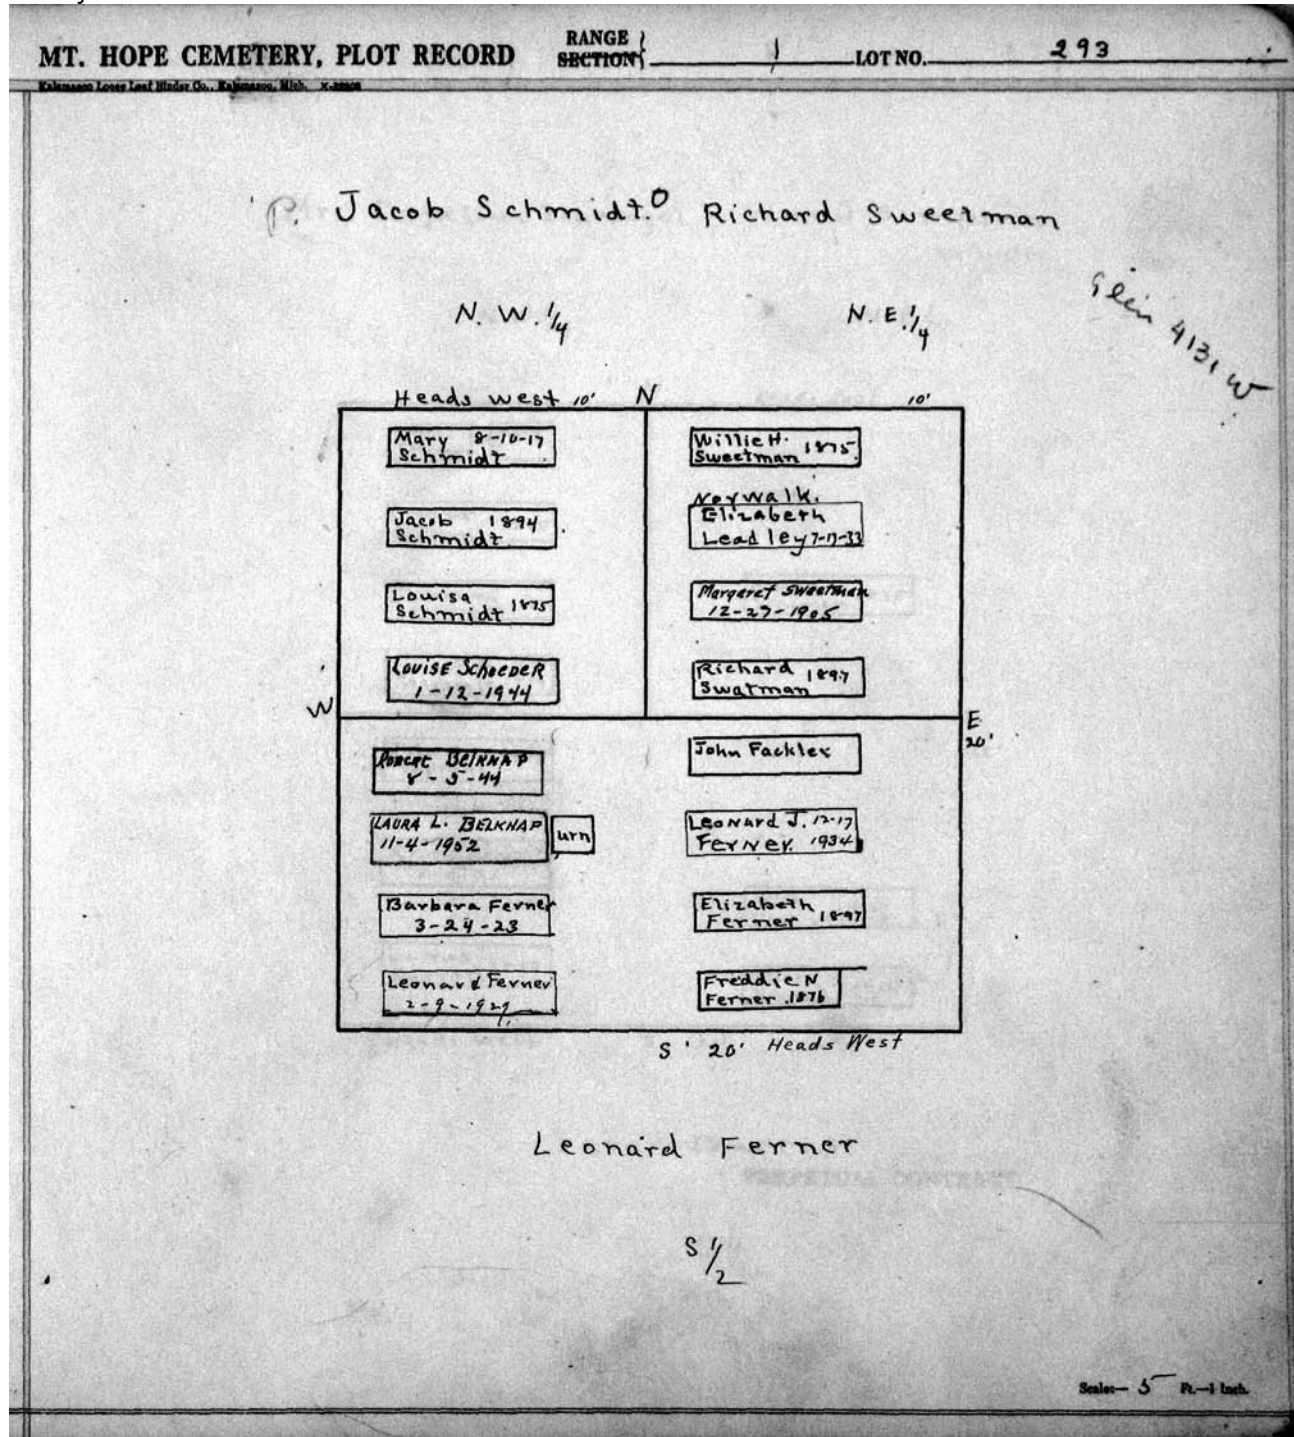 MT. HOPE CEMETERY, PLOT RECORD RANGE SECTION 1 LOT NO. 293
Kalamazoo Loose Leaf Binder Co., Kalamazoo, Mich.
P. Jacob Schmidt. O Richard Sweetman
N. W. 1/4 N. E. 1/4
4131 W
Heads west 10' N 10'
Mary 8-10-17
Schmidt
Willie H. 1875
Sweetman
Norwalk.
Jacob 1894
Schmidt
Elizabeth
Leadley 7-17-33
Louisa
Schmidt 1875
Margaret Sweetman
12-27-1905
LOUISE SCHOEDER
1-12-1944
Richard 1897
Swatman
W E
20'
ROBERT BELKNAP
8-5-44
John Fackler
LAURA L. BELKNAP
11-4-1952
urn
Leonard J. 12-17
Ferner. 1934
Barbara Ferner
3-24-23
Elizabeth
Ferner 1897
Leonard Ferner
2-9-1927
Freddie N
Ferner .1876
S ' 20' Heads West
Leonard Ferner
S 1/2
Scale:— 5 Ft.—1 Inch.